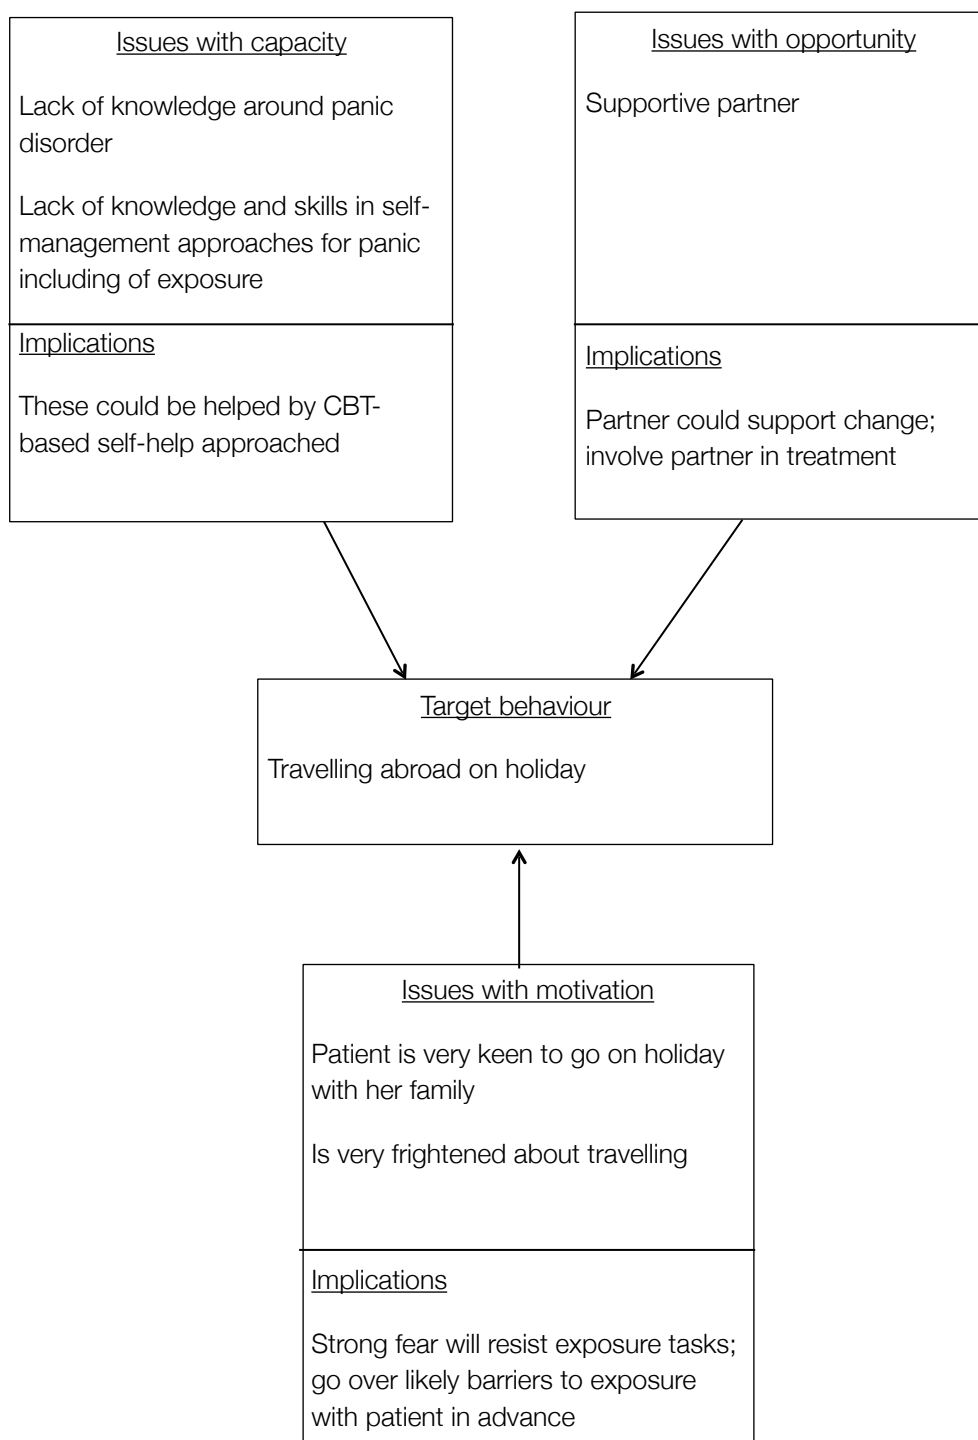 Issues with capacity
Lack of knowledge around panic
disorder
Lack of knowledge and skills in self-
management approaches for panic
including of exposure
Implications
These could be helped by CBT-
based self-help approached
Issues with opportunity
Supportive partner
Implications
Partner could support change;
involve partner in treatment
Target behaviour
Travelling abroad on holiday
Issues with motivation
Patient is very keen to go on holiday
with her family
Is very frightened about travelling
Implications
Strong fear will resist exposure tasks;
go over likely barriers to exposure
with patient in advance